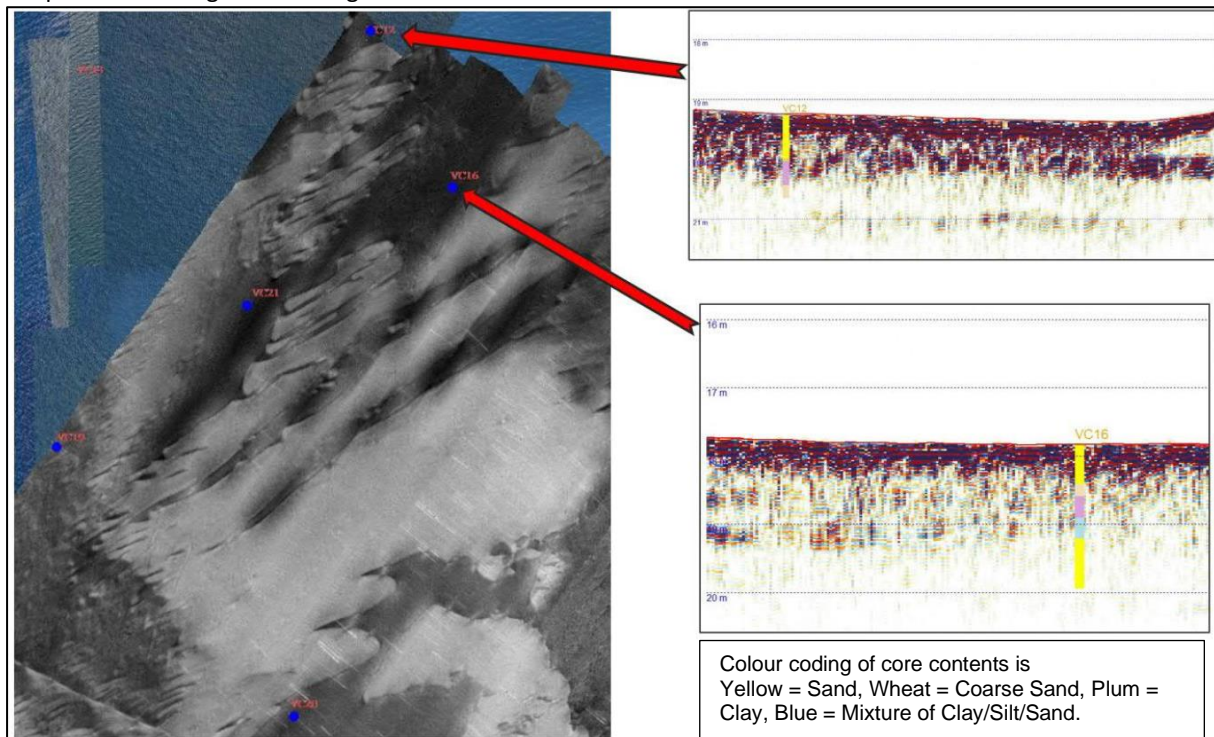 VC12
VC16
VC21
VC19
VC20
18 m
19 m
VC12
21 m
16 m
17 m
VC16
20 m
Colour coding of core contents is
Yellow = Sand, Wheat = Coarse Sand, Plum =
Clay, Blue = Mixture of Clay/Silt/Sand.